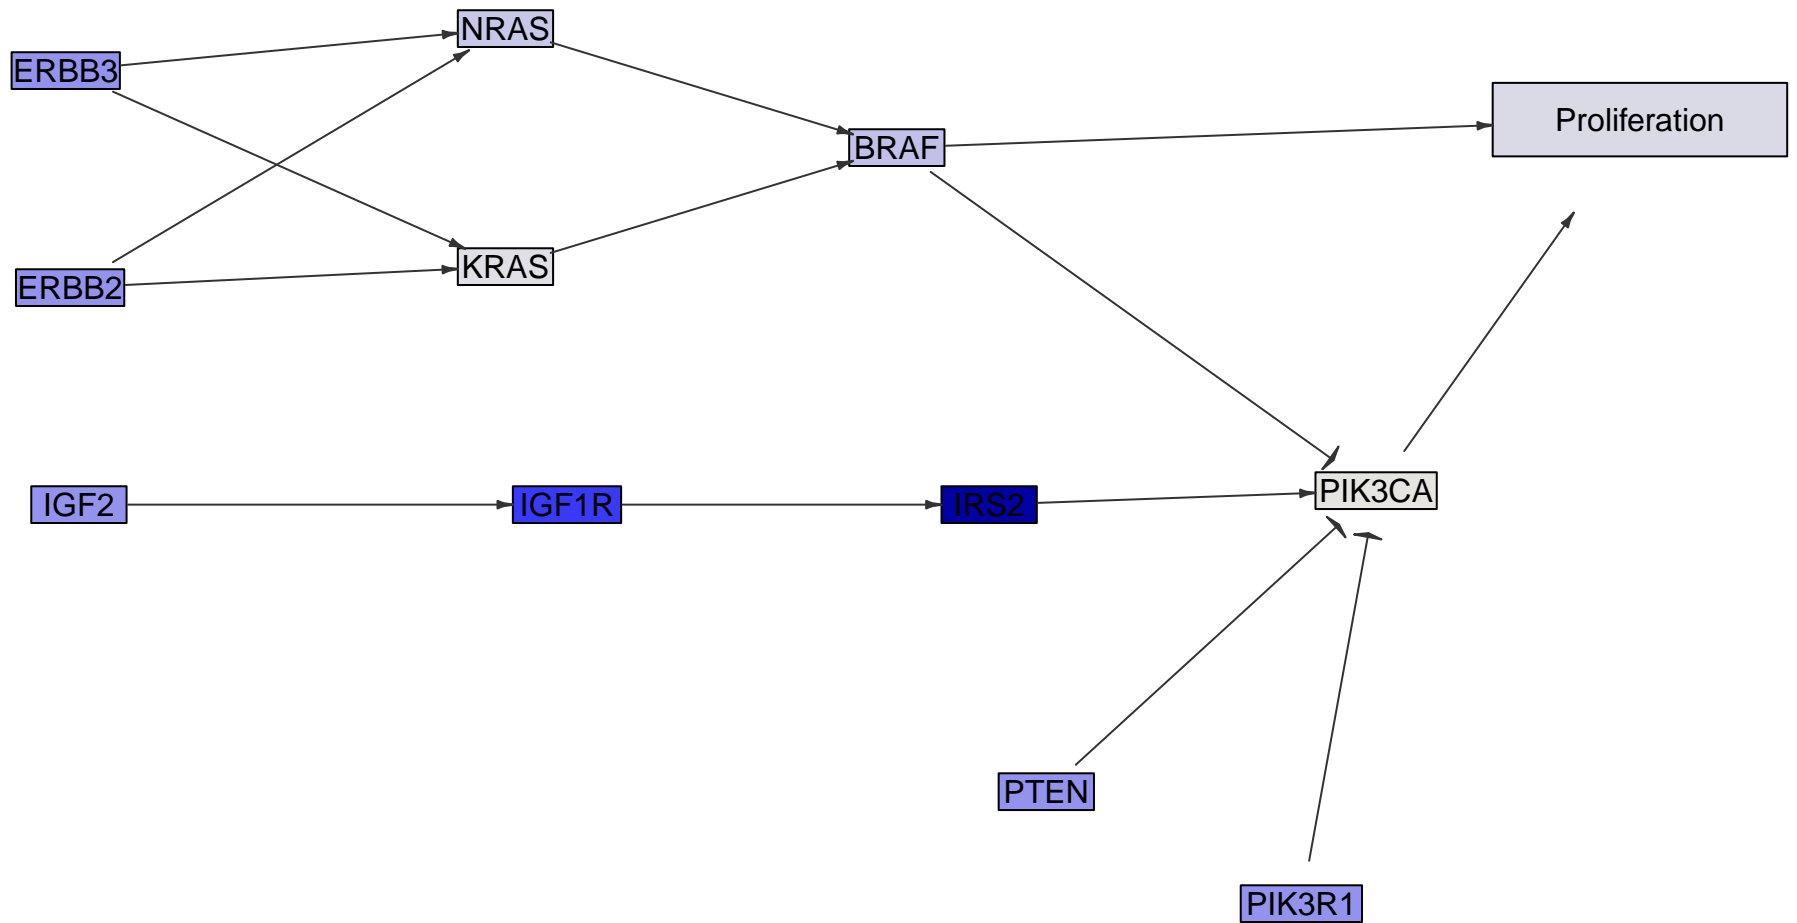 NRAS
ERBB3
Proliferation
BRAF
KRAS
ERBB2
PIK3CA
IGF2
IGF1R
IRS2
PTEN
PIK3R1